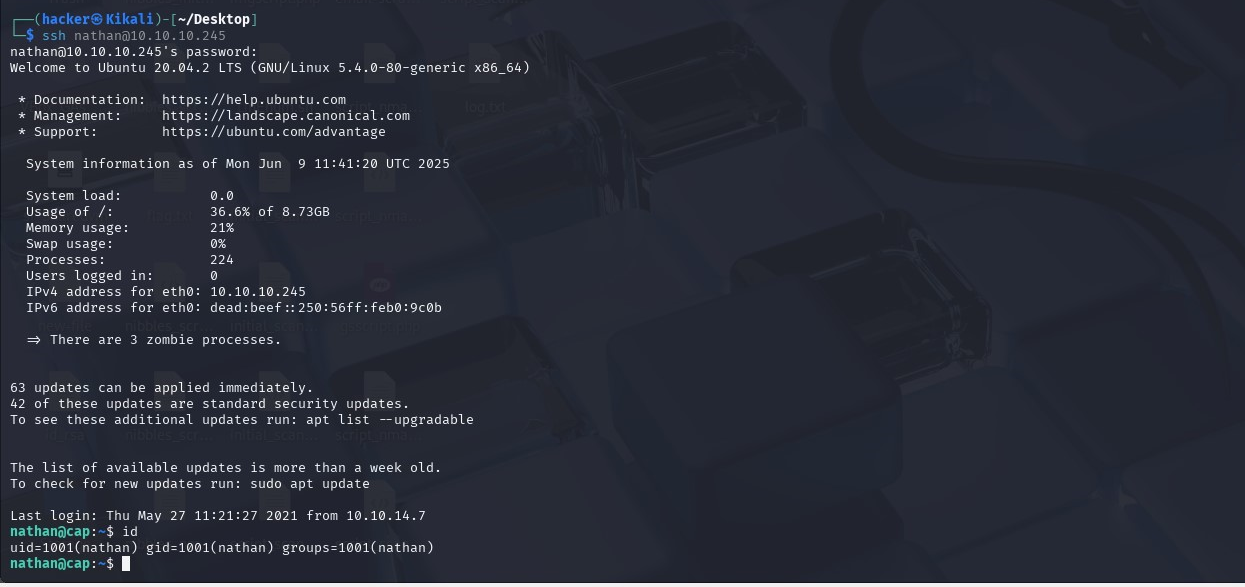 ┌──(hacker㉿Kikali)-[~/Desktop]
└─$ ssh nathan@10.10.10.245
nathan@10.10.10.245's password:
Welcome to Ubuntu 20.04.2 LTS (GNU/Linux 5.4.0-80-generic x86_64)
* Documentation:  https://help.ubuntu.com
* Management:     https://landscape.canonical.com
* Support:        https://ubuntu.com/advantage
System information as of Mon Jun  9 11:41:20 UTC 2025
System load:           0.0
Usage of /:            36.6% of 8.73GB
Memory usage:          21%
Swap usage:            0%
Processes:             224
Users logged in:       0
IPv4 address for eth0: 10.10.10.245
IPv6 address for eth0: dead:beef::250:56ff:feb0:9c0b
=> There are 3 zombie processes.
63 updates can be applied immediately.
42 of these updates are standard security updates.
To see these additional updates run: apt list --upgradable
The list of available updates is more than a week old.
To check for new updates run: sudo apt update
Last login: Thu May 27 11:21:27 2021 from 10.10.14.7
nathan@cap:~$ id
uid=1001(nathan) gid=1001(nathan) groups=1001(nathan)
nathan@cap:~$